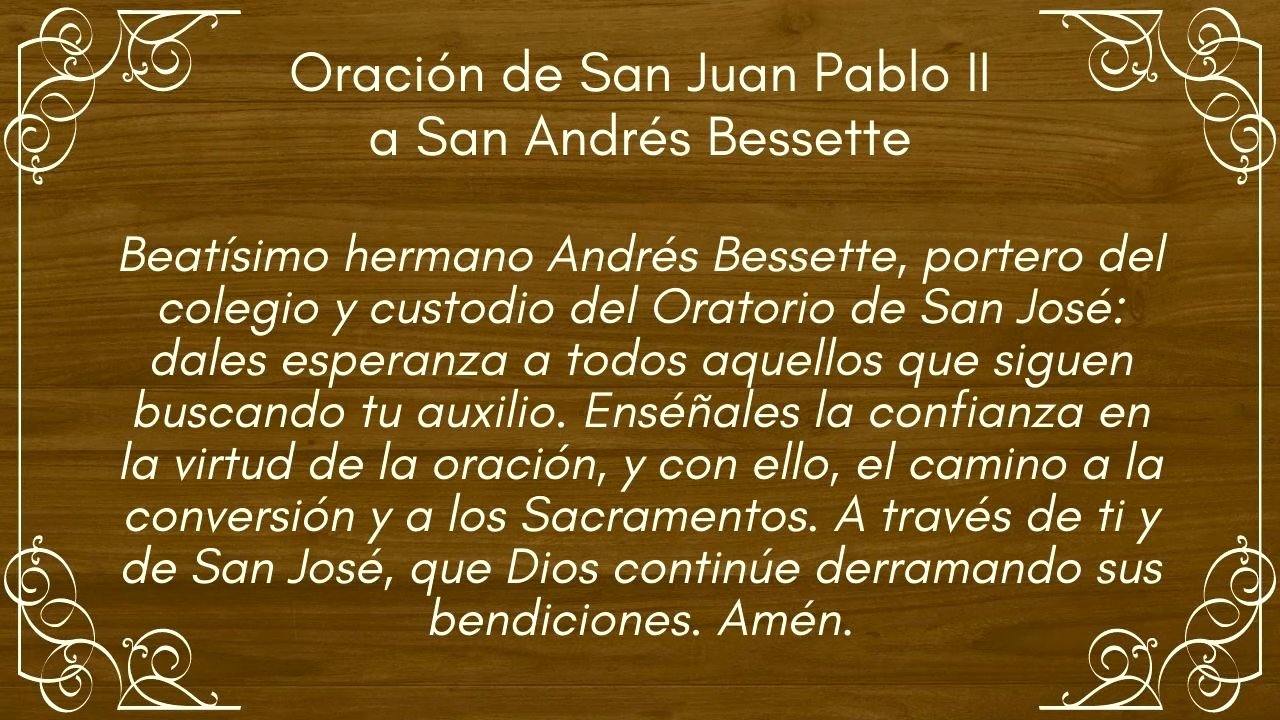 Oración de San Juan Pablo II
a San Andrés Bessette
Beatísimo hermano Andrés Bessette, portero del
colegio y custodio del Oratorio de San José:
dales esperanza a todos aquellos que siguen
buscando tu auxilio. Enséñales la confianza en
la virtud de la oración, y con ello, el camino a la
conversión y a los Sacramentos. A través de ti y
de San José, que Dios continúe derramando sus
bendiciones. Amén.